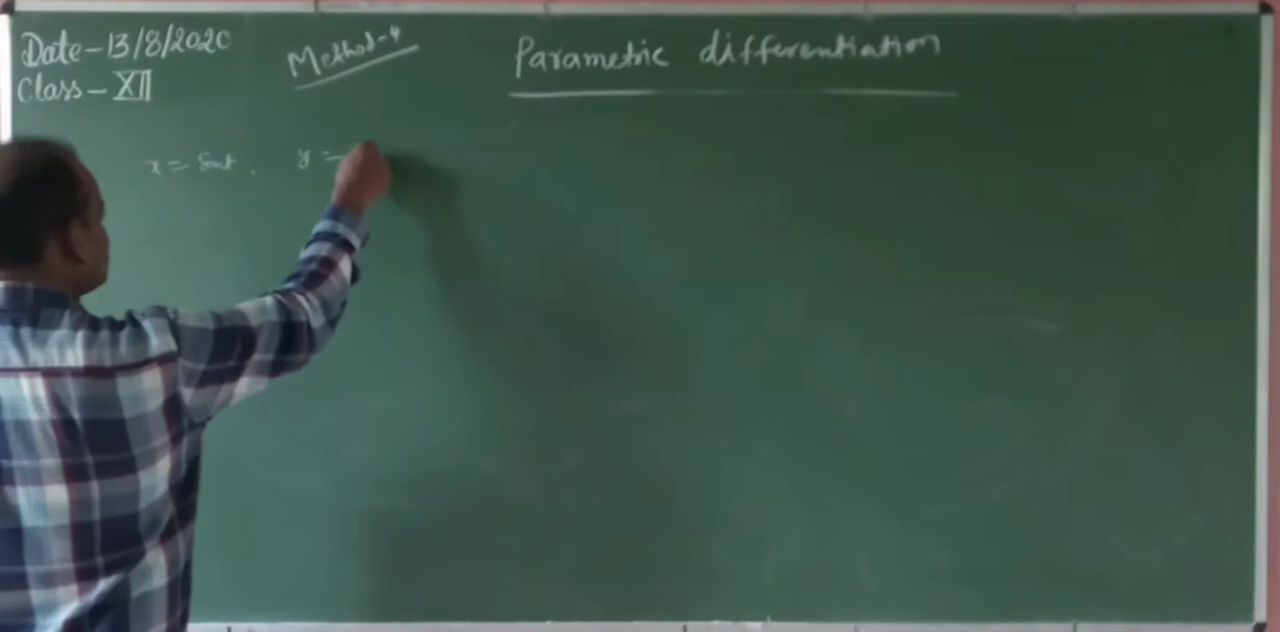 Date-13/8/2020
Class-XII
Method-4
Parametric differentiation
x = Sint, y =